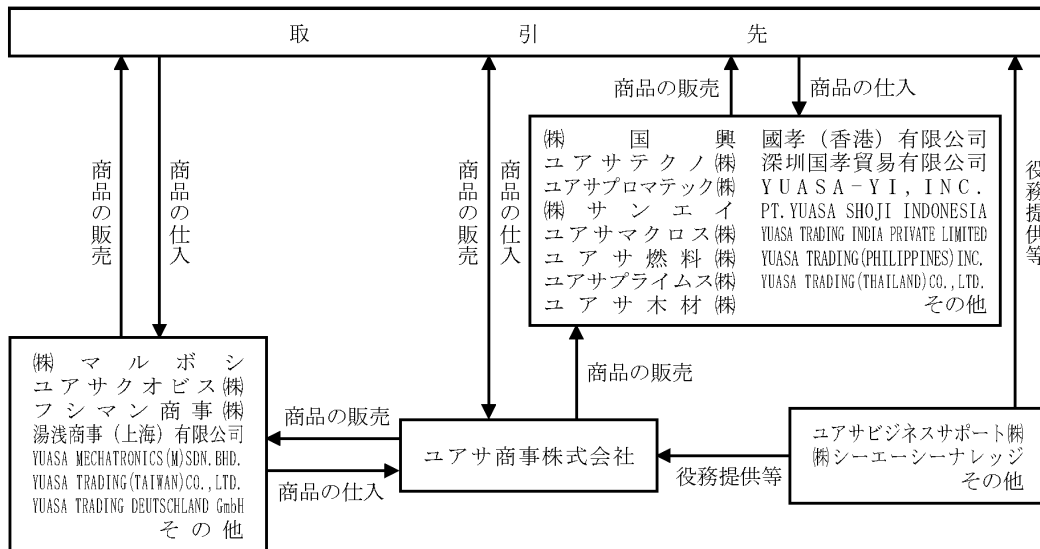 取引先
商品の販売
商品の仕入
商品の販売
商品の仕入
商品の販売
商品の仕入
役務提供等
㈱国興 國孝（香港）有限公司
ユアサテクノ㈱ 深圳国孝貿易有限公司
ユアサプロマテック㈱ YUASA-YI, INC.
㈱サンエイ PT.YUASA SHOJI INDONESIA
ユアサマクロス㈱ YUASA TRADING INDIA PRIVATE LIMITED
ユアサ燃料㈱ YUASA TRADING(PHILIPPINES)INC.
ユアサプライムス㈱ YUASA TRADING(THAILAND)CO.,LTD.
ユアサ木材㈱ その他
㈱マルボシ
ユアサクオビス㈱
フシマン商事㈱
湯浅商事（上海）有限公司
YUASA MECHATRONICS(M)SDN.BHD.
YUASA TRADING(TAIWAN)CO.,LTD.
YUASA TRADING DEUTSCHLAND GmbH
その他
商品の販売
商品の仕入
商品の販売
ユアサ商事株式会社
役務提供等
ユアサビジネスサポート㈱
㈱シーエーシーナレッジ
その他